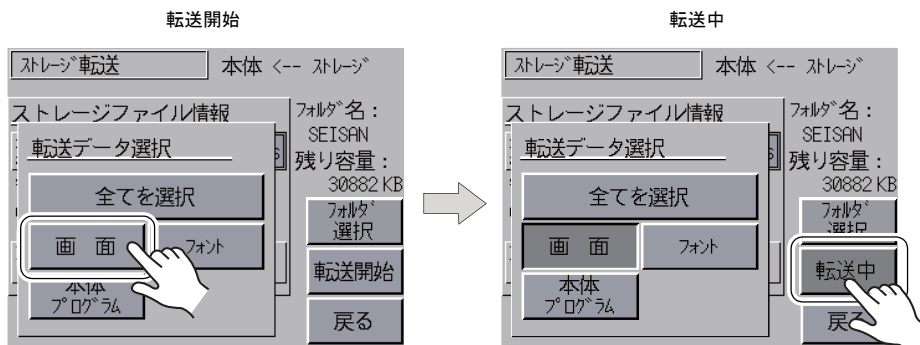 転送開始
ストレージ転送
本体 <-- ストレージ
ストレージファイル情報
フォルダ名：
SEISAN
残り容量：
30882 KB
転送データ選択
全てを選択
画 面
フォント
本体
プログラム
フォルダ
選択
転送開始
戻る
転送中
ストレージ転送
本体 <-- ストレージ
ストレージファイル情報
フォルダ名：
SEISAN
残り容量：
30882 KB
転送データ選択
全てを選択
画 面
フォント
本体
プログラム
フォルダ
選択
転送中
戻る